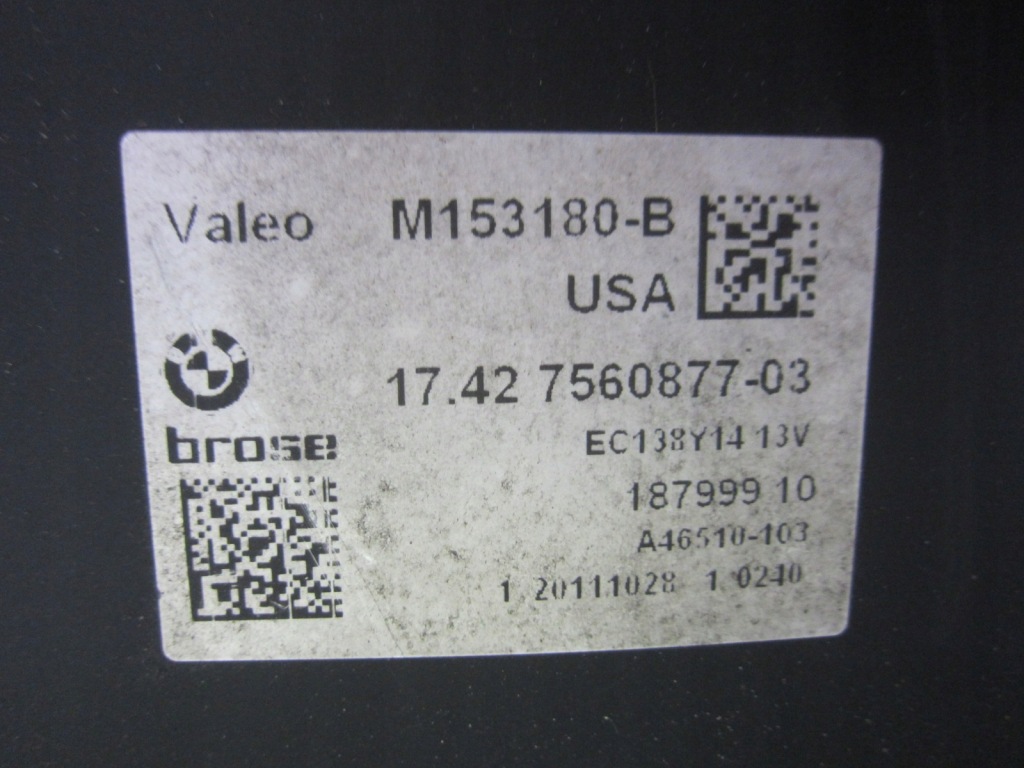 Valeo M153180-B
USA
17.42 7560877-03
brose
EC138Y14 13V
187999 10
A46510-103
1 20111028 1 0240